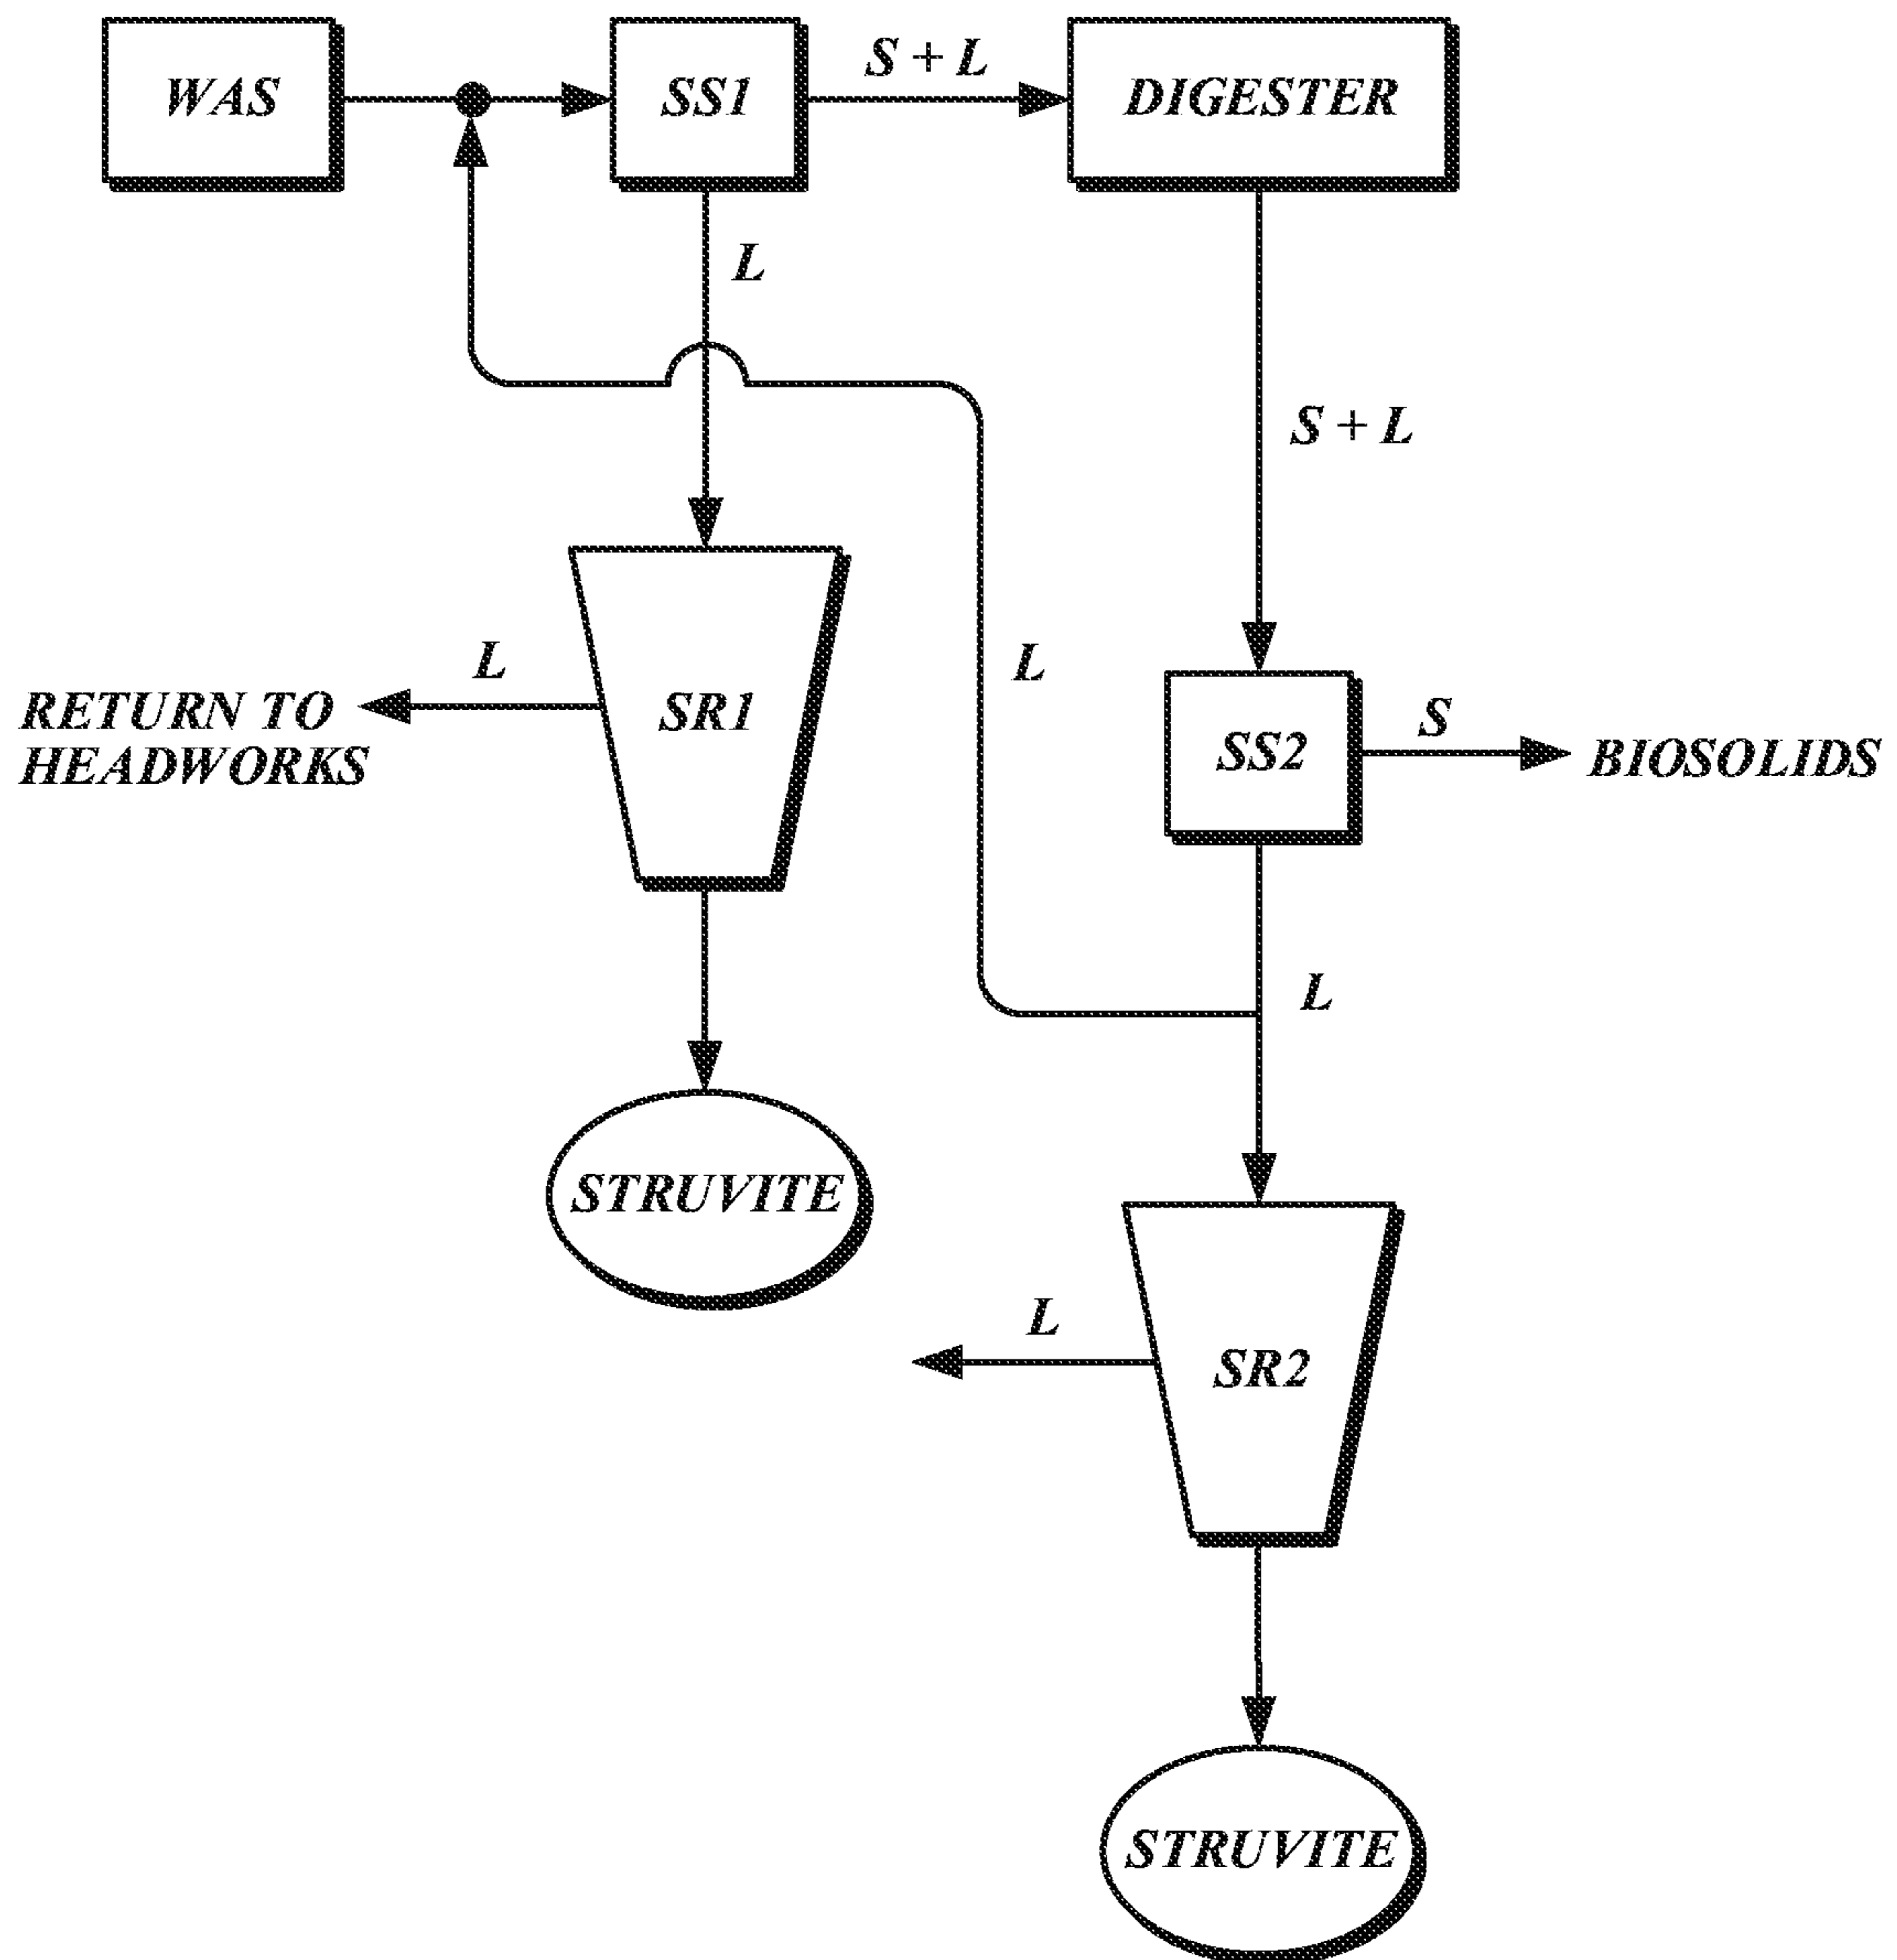 WAS
SS1
S + L
DIGESTER
L
S + L
L
RETURN TO
HEADWORKS
L
SR1
SS2
S
BIOSOLIDS
L
STRUVITE
L
SR2
STRUVITE